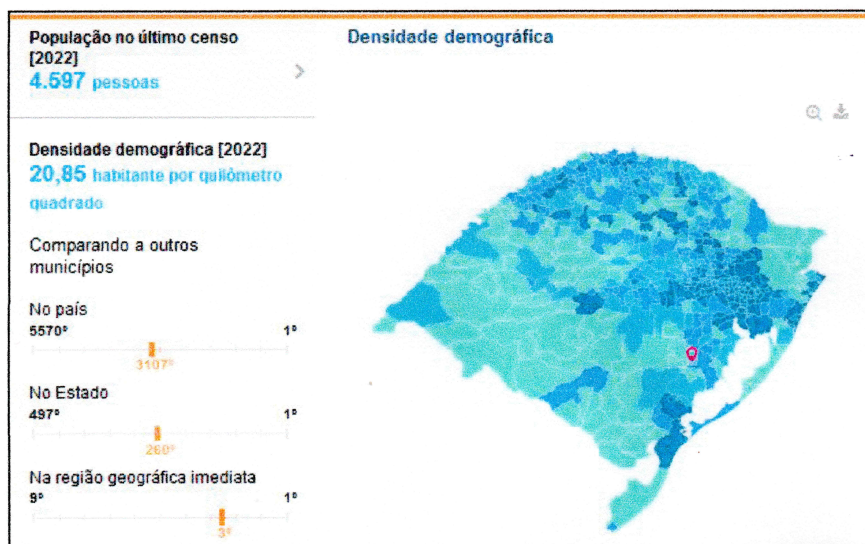 População no último censo
[2022]
4.597 pessoas
Densidade demográfica [2022]
20,85 habitante por quilômetro
quadrado
Comparando a outros
municípios
No país
5570º 1º
3107º
No Estado
497º 1º
260º
Na região geográfica imediata
9º 1º
3º
Densidade demográfica